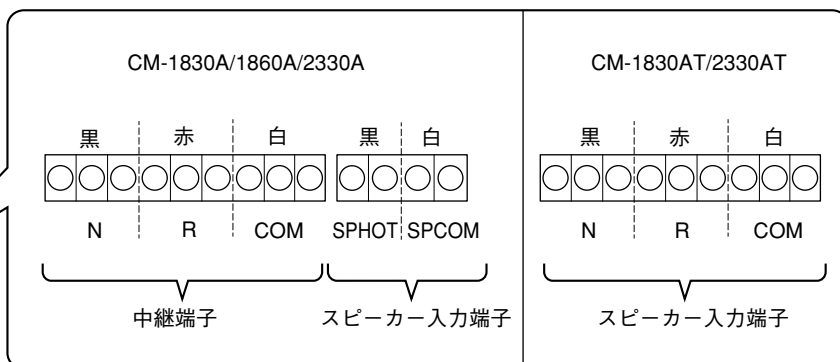 CM-1830A/1860A/2330A
黒 赤 白 黒 白
N R COM SPHOT SPCOM
中継端子 スピーカー入力端子
CM-1830AT/2330AT
黒 赤 白
N R COM
スピーカー入力端子